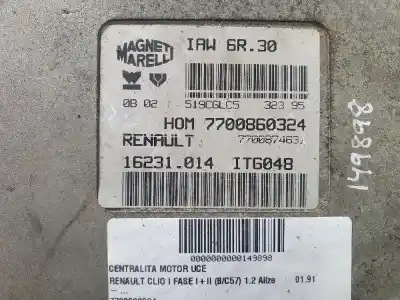 MAGNETI MARELLI
IAW 6R.30
0B 02 519C6LC5 323 95
HOM 7700860324
RENAULT 7700874637
16231.014 IT6048
149898
0000000000149898
CENTRALITA MOTOR UCE
RENAULT CLIO I FASE I+II (B/C57) 1.2 Alize 01.91